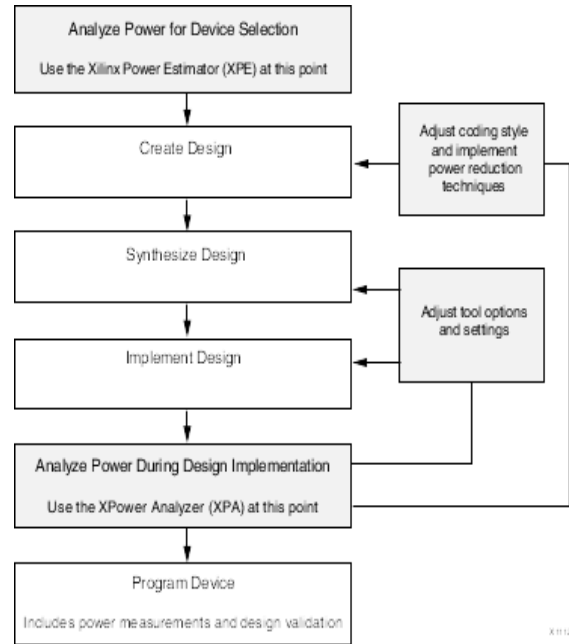 Analyze Power for Device Selection
Use the Xilinx Power Estimator (XPE) at this point
Create Design
Adjust coding style
and implement
power reduction
techniques
Synthesize Design
Adjust tool options
and settings
Implement Design
Analyze Power During Design Implementation
Use the XPower Analyzer (XPA) at this point
Program Device
Includes power measurements and design validation